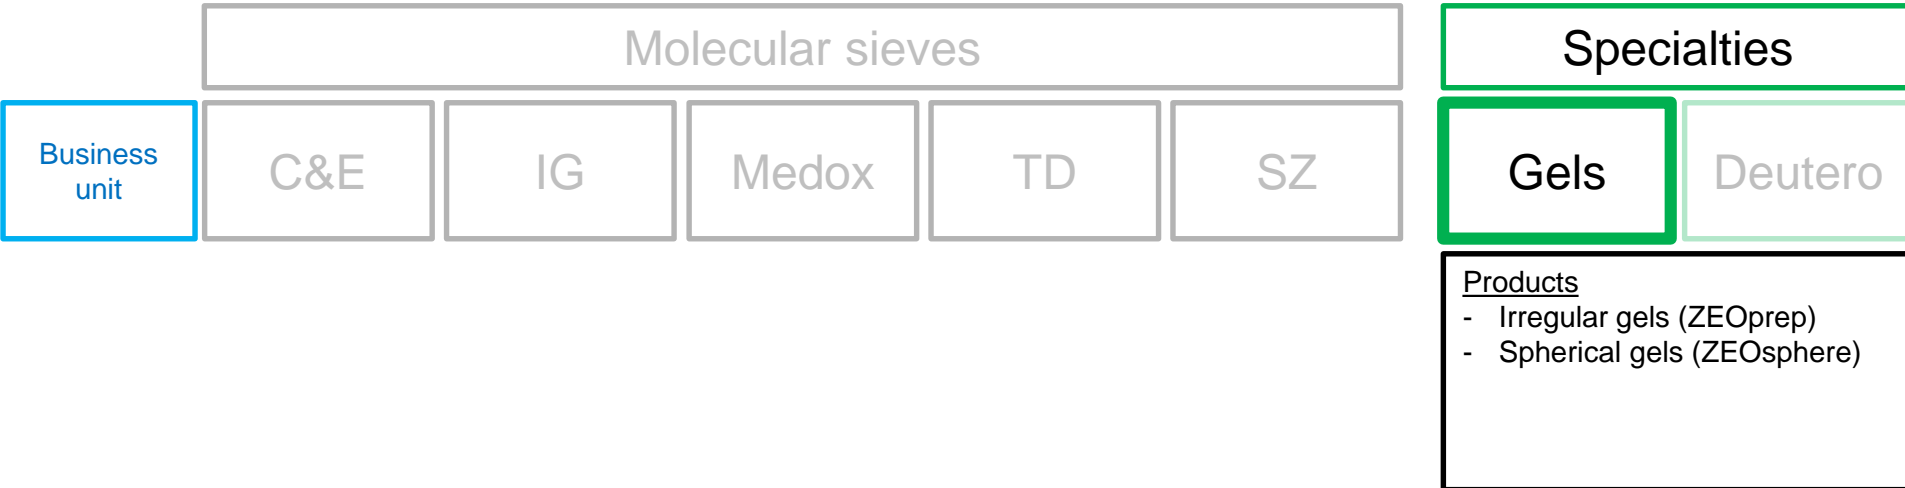 Molecular sieves
Specialties
Business
unit
C&E
IG
Medox
TD
SZ
Gels
Deutero
Products
- Irregular gels (ZEOprep)
- Spherical gels (ZEOsphere)